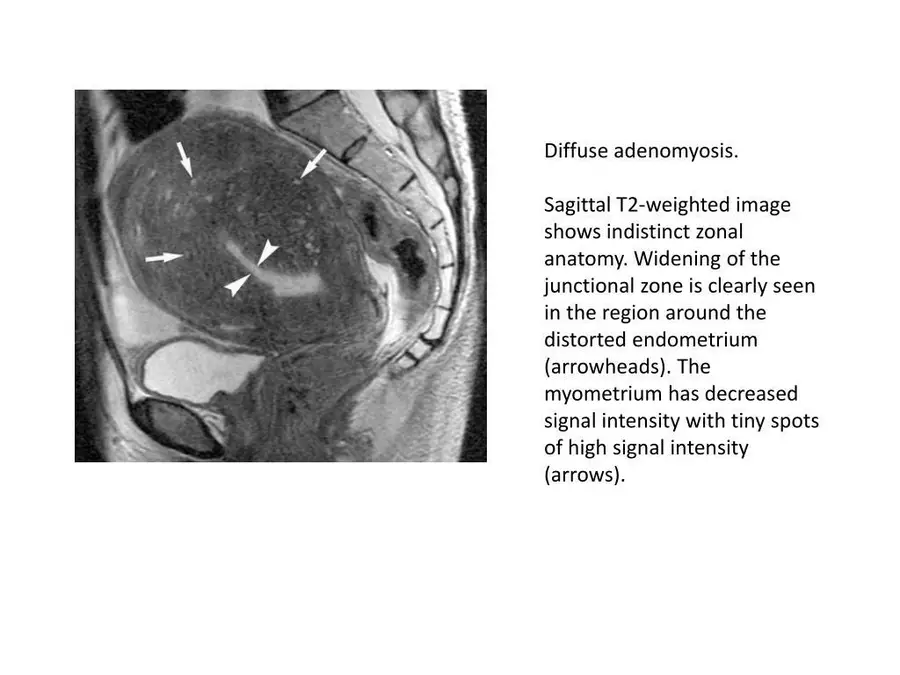 Diffuse adenomyosis.
Sagittal T2-weighted image
shows indistinct zonal
anatomy. Widening of the
junctional zone is clearly seen
in the region around the
distorted endometrium
(arrowheads). The
myometrium has decreased
signal intensity with tiny spots
of high signal intensity
(arrows).